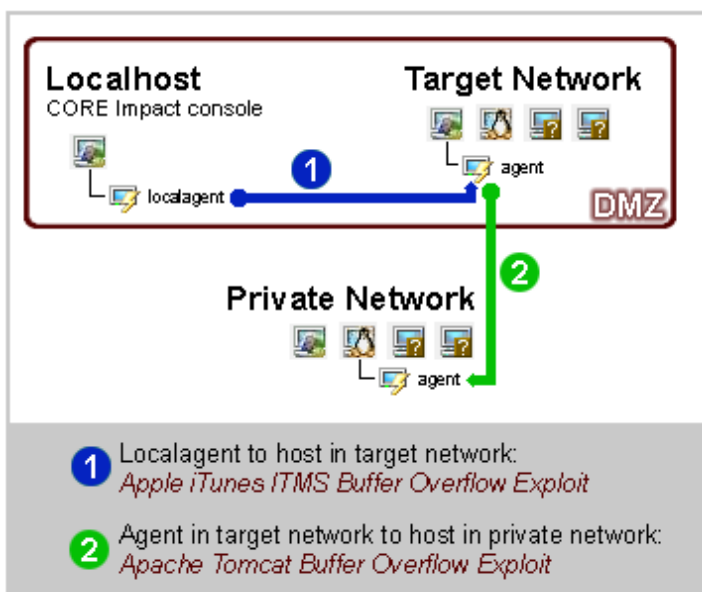 Localhost
CORE Impact console
Target Network
? ?
agent
1
localagent
DMZ
2
Private Network
? ?
agent
1 Localagent to host in target network:
Apple iTunes ITMS Buffer Overflow Exploit
2 Agent in target network to host in private network:
Apache Tomcat Buffer Overflow Exploit